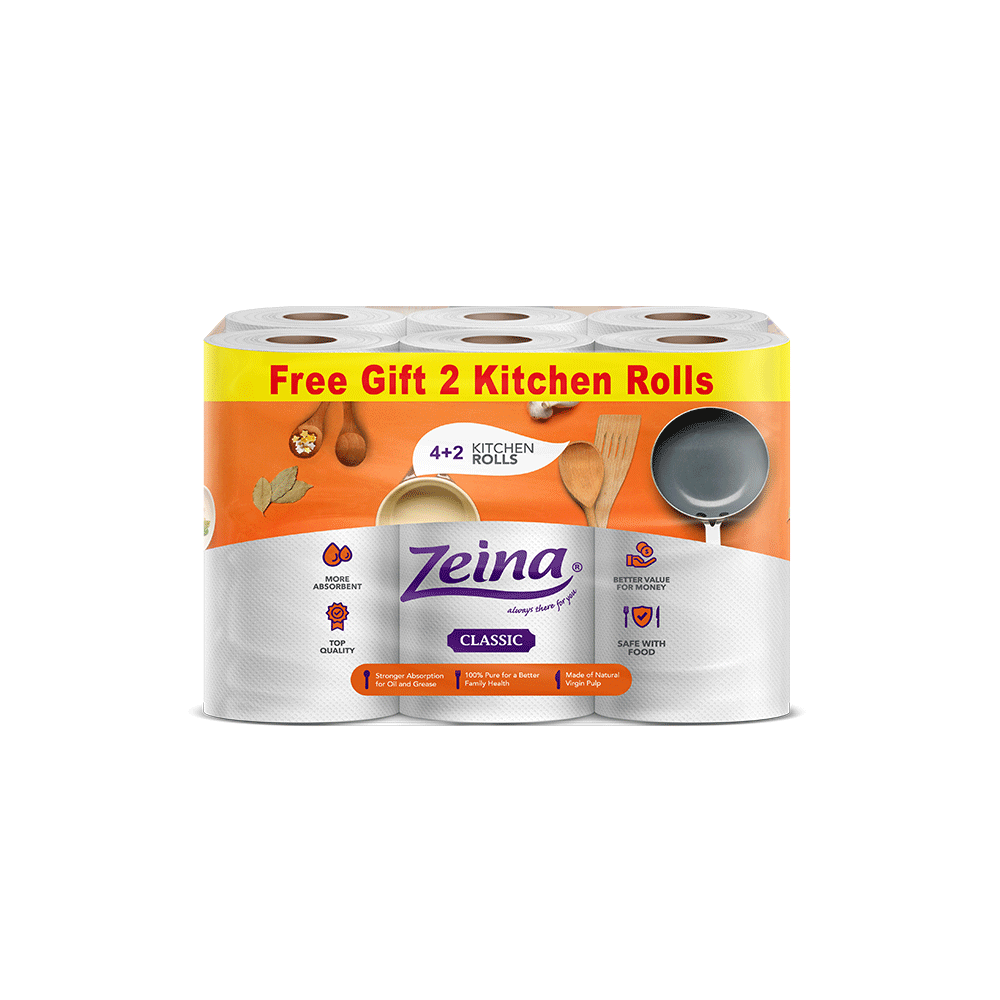 Free Gift 2 Kitchen Rolls
4+2 KITCHEN
ROLLS
Zeina®
always there for you
CLASSIC
MORE
ABSORBENT
TOP
QUALITY
BETTER VALUE
FOR MONEY
SAFE WITH
FOOD
Stronger Absorption
for Oil and Grease
100% Pure for a Better
Family Health
Made of Natural
Virgin Pulp